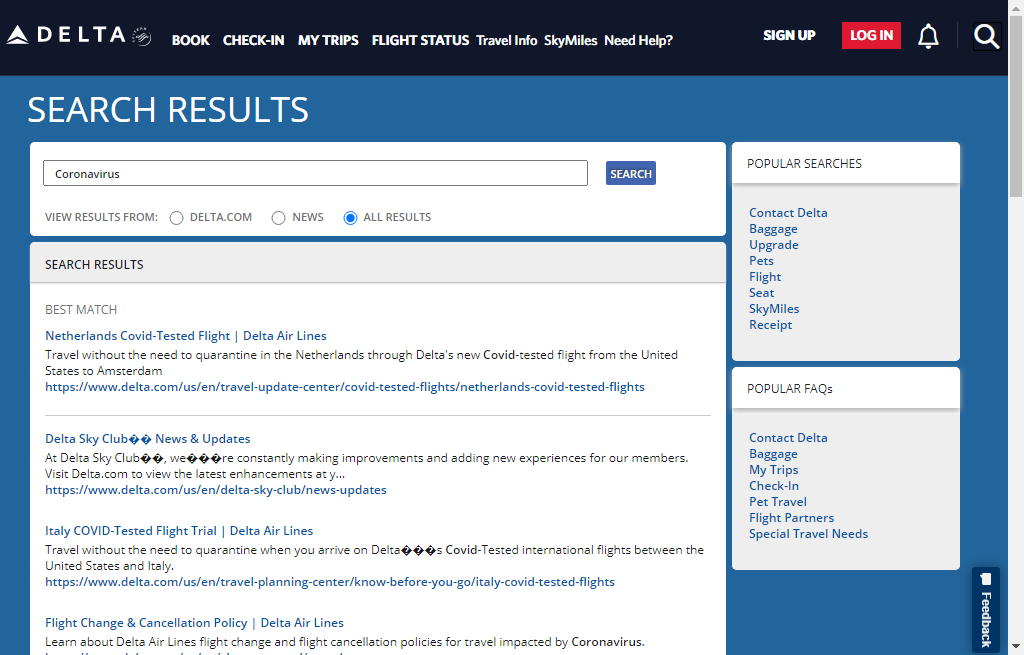 DELTA
BOOK CHECK-IN MY TRIPS FLIGHT STATUS Travel Info SkyMiles Need Help?
SIGN UP LOG IN
SEARCH RESULTS
Coronavirus
SEARCH
VIEW RESULTS FROM: DELTA.COM NEWS ALL RESULTS
SEARCH RESULTS
BEST MATCH
Netherlands Covid-Tested Flight | Delta Air Lines
Travel without the need to quarantine in the Netherlands through Delta's new Covid-tested flight from the United
States to Amsterdam
https://www.delta.com/us/en/travel-update-center/covid-tested-flights/netherlands-covid-tested-flights
Delta Sky Club�� News & Updates
At Delta Sky Club��, we���re constantly making improvements and adding new experiences for our members.
Visit Delta.com to view the latest enhancements at y...
https://www.delta.com/us/en/delta-sky-club/news-updates
Italy COVID-Tested Flight Trial | Delta Air Lines
Travel without the need to quarantine when you arrive on Delta���s Covid-Tested international flights between the
United States and Italy.
https://www.delta.com/us/en/travel-planning-center/know-before-you-go/italy-covid-tested-flights
Flight Change & Cancellation Policy | Delta Air Lines
Learn about Delta Air Lines flight change and flight cancellation policies for travel impacted by Coronavirus.
POPULAR SEARCHES
Contact Delta
Baggage
Upgrade
Pets
Flight
Seat
SkyMiles
Receipt
POPULAR FAQs
Contact Delta
Baggage
My Trips
Check-In
Pet Travel
Flight Partners
Special Travel Needs
Feedback